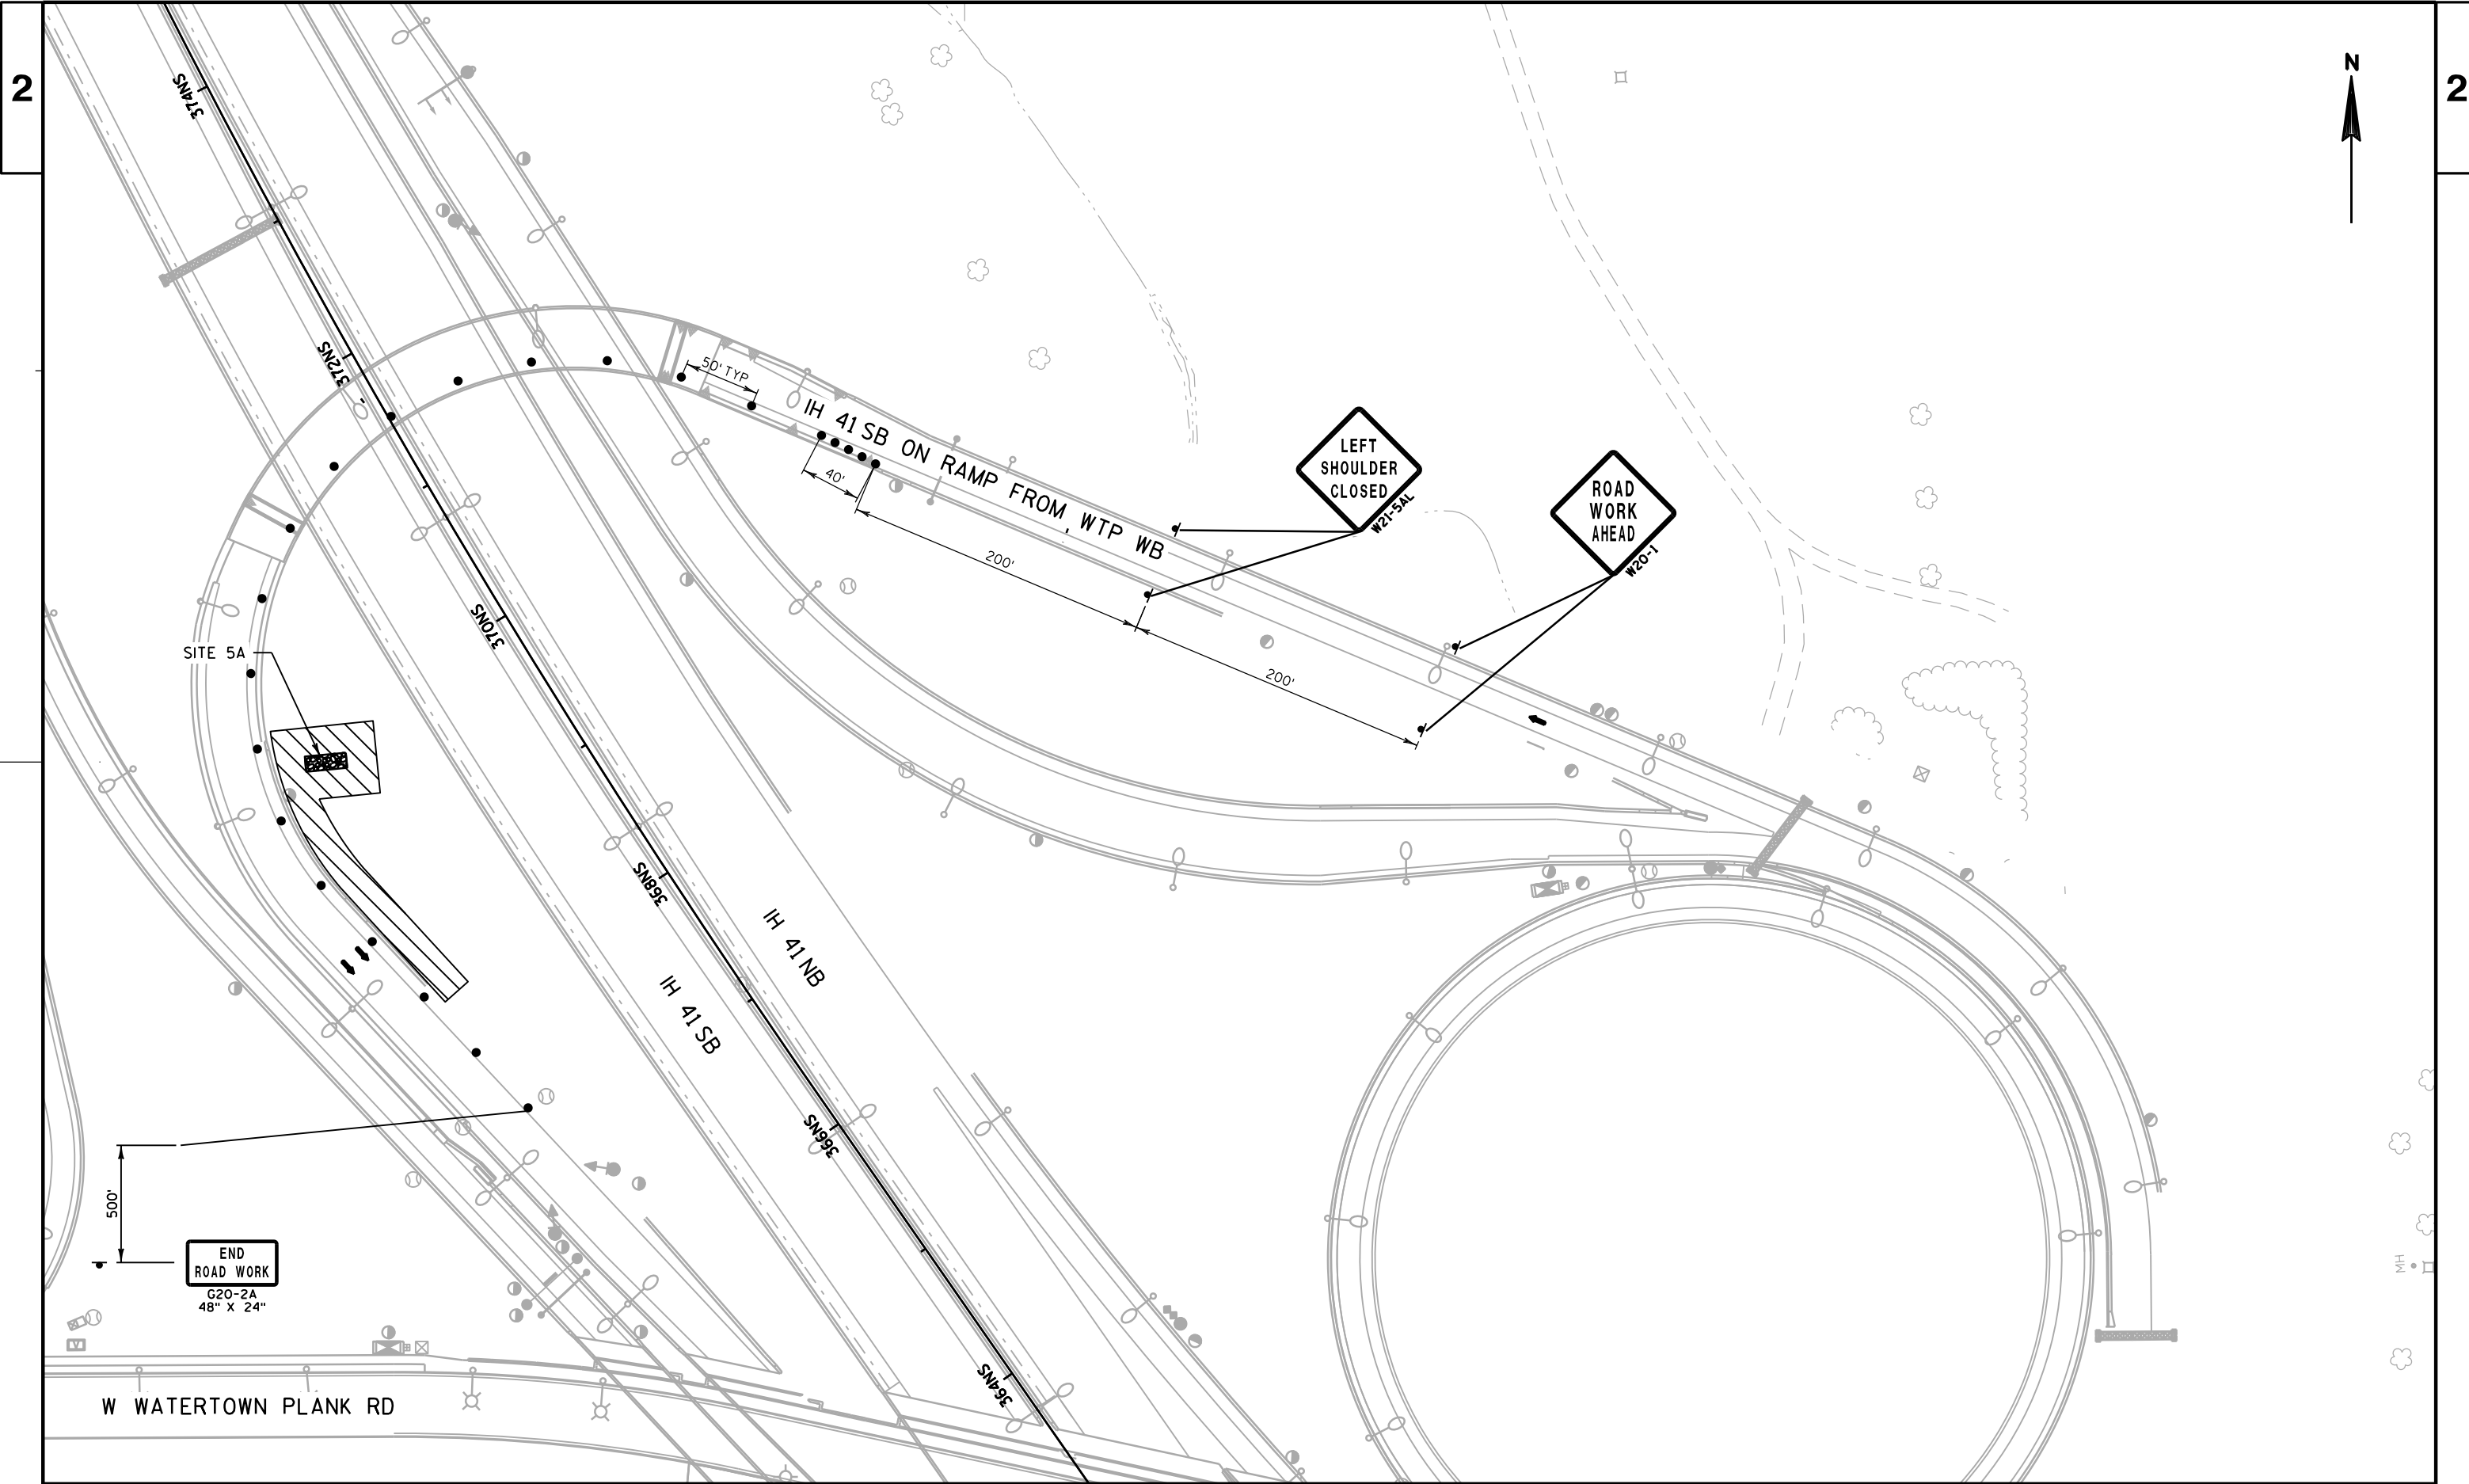 2
2
N
374NS
372NS
370NS
368NS
366NS
364NS
50' TYP
40'
200'
200'
IH 41 SB ON RAMP FROM WTP WB
LEFT
SHOULDER
CLOSED
W21-5AL
ROAD
WORK
AHEAD
W20-1
SITE 5A
IH 41 NB
IH 41 SB
500'
END
ROAD WORK
G20-2A
48" X 24"
V
MH
W WATERTOWN PLANK RD